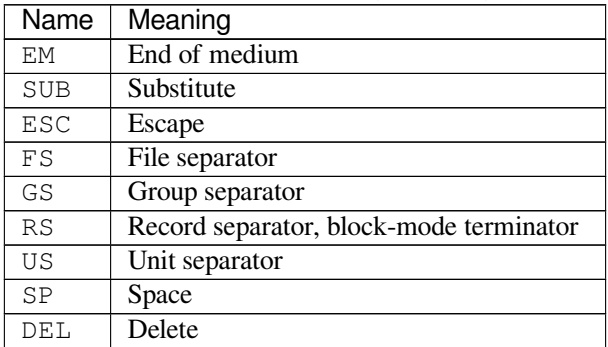 Name Meaning
EM End of medium
SUB Substitute
ESC Escape
FS File separator
GS Group separator
RS Record separator, block-mode terminator
US Unit separator
SP Space
DEL Delete